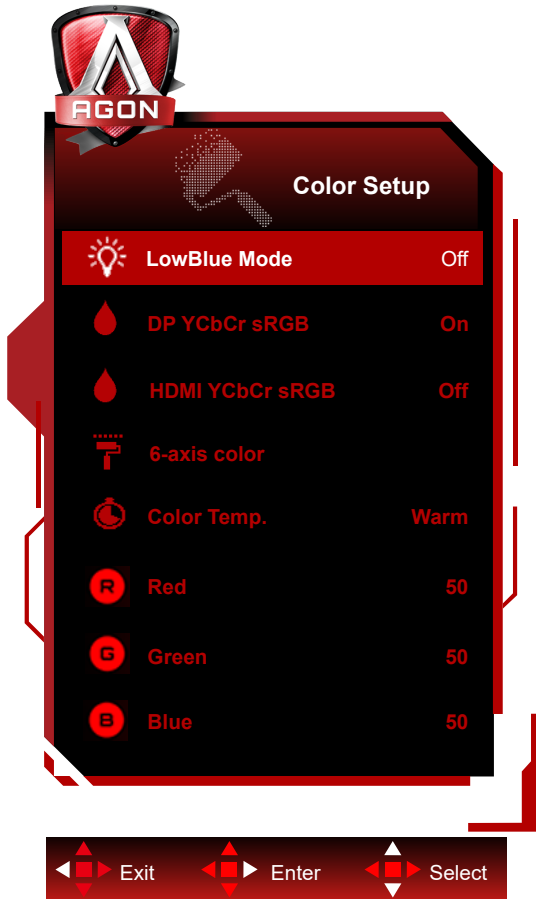 AGON
Color Setup
LowBlue Mode Off
DP YCbCr sRGB On
HDMI YCbCr sRGB Off
6-axis color
Color Temp. Warm
R Red 50
G Green 50
B Blue 50
Exit Enter Select